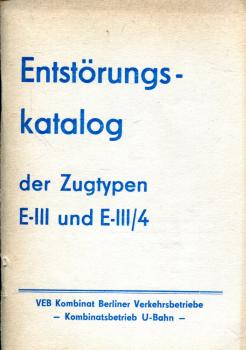 Entstörungs-
katalog
der Zugtypen
E-III und E-III/4
VEB Kombinat Berliner Verkehrsbetriebe
– Kombinatsbetrieb U-Bahn –